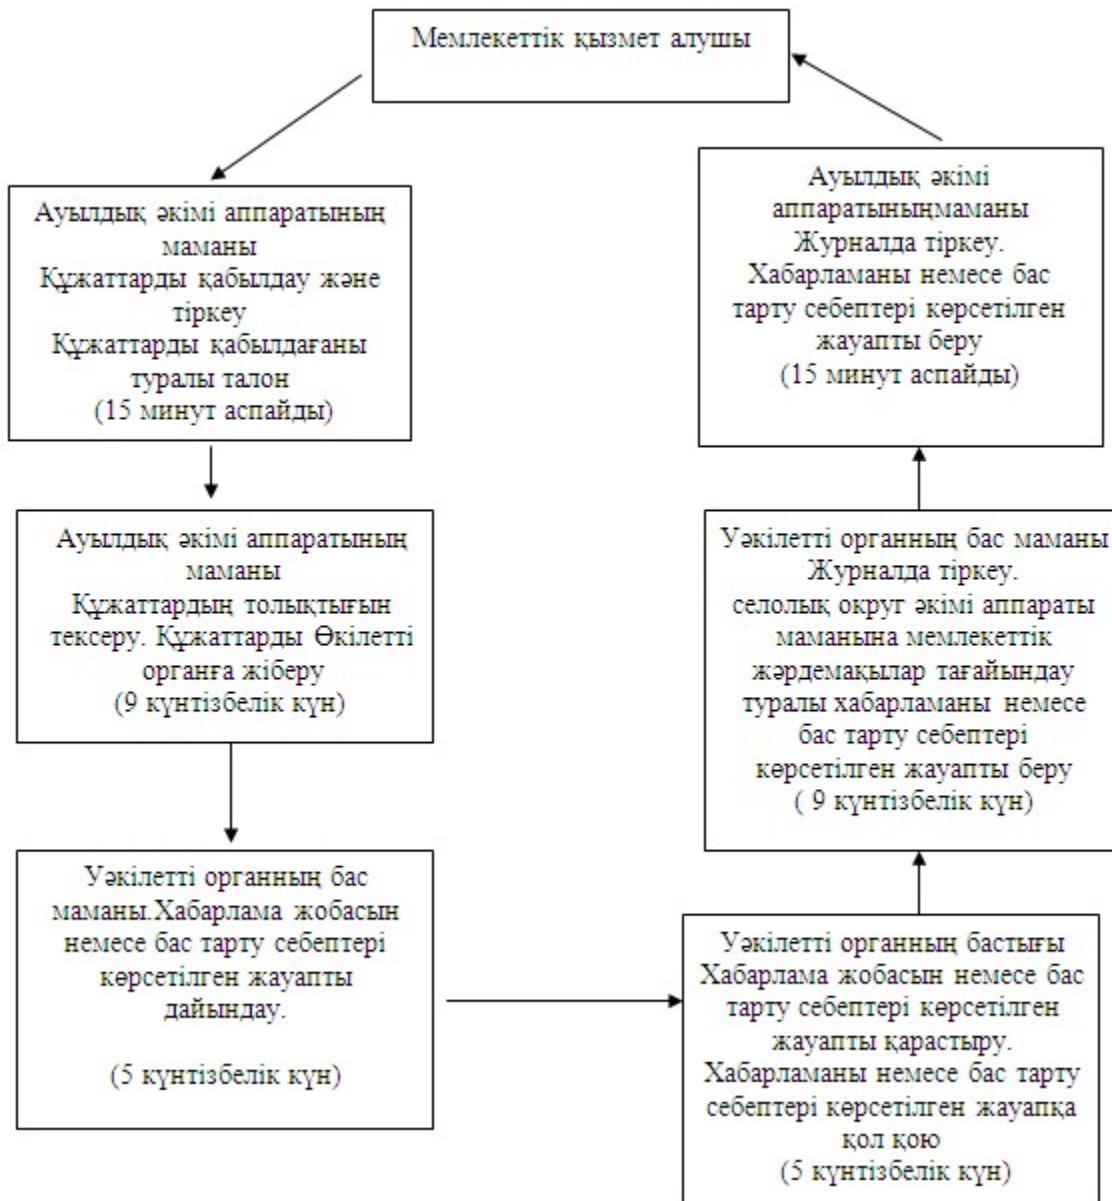 Мемлекеттік қызмет алушы
Ауылдық әкімі аппаратының
маманы
Құжаттарды қабылдау және
тіркеу
Құжаттарды қабылдағаны
туралы талон
(15 минут аспайды)
Ауылдық әкімі аппаратының
маманы
Құжаттардың толықтығын
тексеру. Құжаттарды Өкілетті
органға жіберу
(9 күнтізбелік күн)
Уәкілетті органның бас
маманы.Хабарлама жобасын
немесе бас тарту себептері
көрсетілген жауапты
дайындау.
(5 күнтізбелік күн)
Уәкілетті органның бастығы
Хабарлама жобасын немесе бас
тарту себептері көрсетілген
жауапты қарастыру.
Хабарламаны немесе бас тарту
себептері көрсетілген жауапқа
қол қою
(5 күнтізбелік күн)
Уәкілетті органның бас маманы
Журналда тіркеу.
селолық округ әкімі аппараты
маманына мемлекеттік
жәрдемақылар тағайындау
туралы хабарламаны немесе
бас тарту себептері
көрсетілген жауапты беру
( 9 күнтізбелік күн)
Ауылдық әкімі
аппаратыныңмаманы
Журналда тіркеу.
Хабарламаны немесе бас
тарту себептері көрсетілген
жауапты беру
(15 минут аспайды)